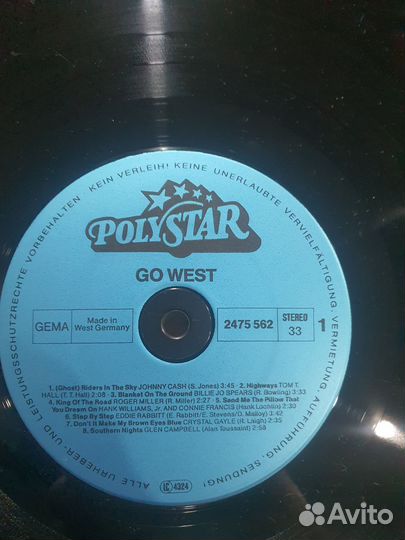 ALLE URHEBER- UND LEISTUNGSSCHUTZRECHTE VORBEHALTEN · KEIN VERLEIH! KEINE UNERLAUBTE VERVIELFÄLTIGUNG, VERMIETUNG, AUFFÜHRUNG, SENDUNG!
POLYSTAR
GO WEST
GEMA
Made in
West Germany
2475 562
STEREO
33
1
1. (Ghost) Riders In The Sky JOHNNY CASH (S. Jones) 3:45 · 2. Highways TOM T.
HALL (T. T. Hall) 2:08 · 3. Blanket On The Ground BILLIE JO SPEARS (R. Bowling) 3:33
4. King Of The Road ROGER MILLER (R. Miller) 2:27 · 5. Send Me The Pillow That
You Dream On HANK WILLIAMS, Jr. AND CONNIE FRANCIS (Hank Locklin) 2:30
6. Step By Step EDDIE RABBITT (E. Rabbitt/E. Stevens/D. Malloy) 3:42
7. Don't It Make My Brown Eyes Blue CRYSTAL GAYLE (R. Leigh) 2:35
8. Southern Nights GLEN CAMPBELL (Alan Toussaint) 2:58
LC 4324
Avito